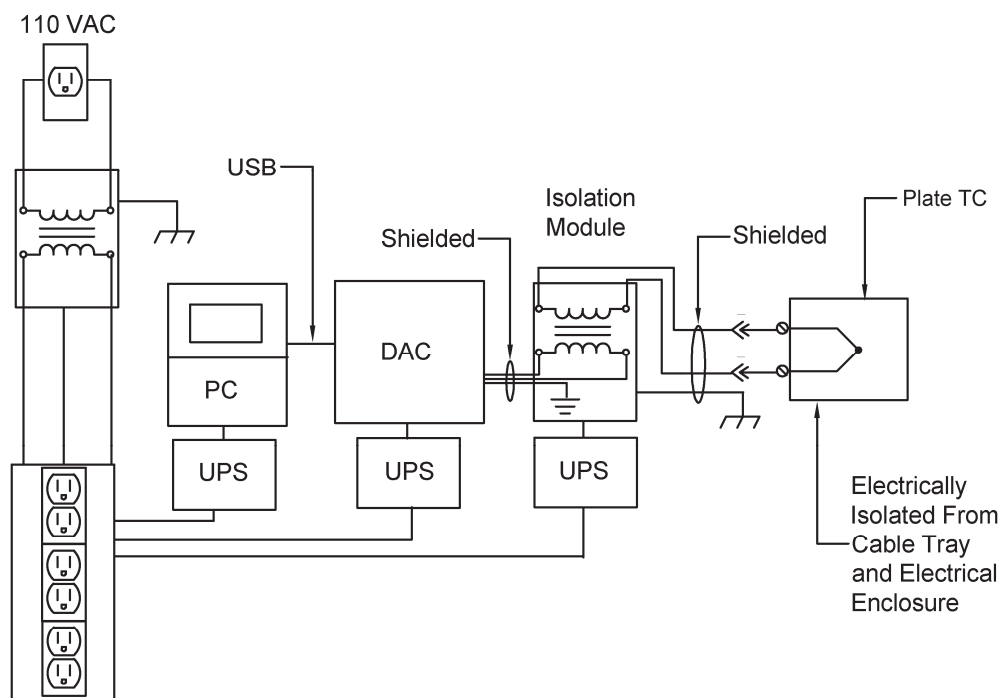 110 VAC
USB
Isolation
Module
Shielded
Shielded
Plate TC
DAC
PC
UPS
UPS
UPS
Electrically
Isolated From
Cable Tray
and Electrical
Enclosure